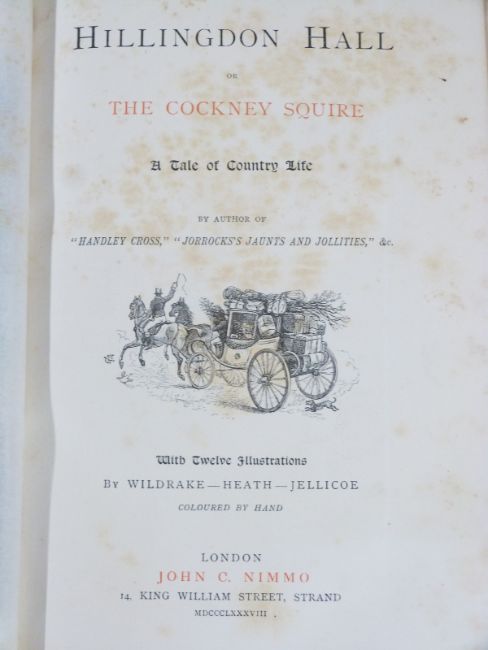 HILLINGDON HALL
OR
THE COCKNEY SQUIRE
A Tale of Country Life
BY AUTHOR OF
"HANDLEY CROSS," "JORROCKS'S JAUNTS AND JOLLITIES," &c.
With Twelve Illustrations
BY WILDRAKE—HEATH—JELLICOE
COLOURED BY HAND
LONDON
JOHN C. NIMMO
14, KING WILLIAM STREET, STRAND
MDCCCLXXXVIII